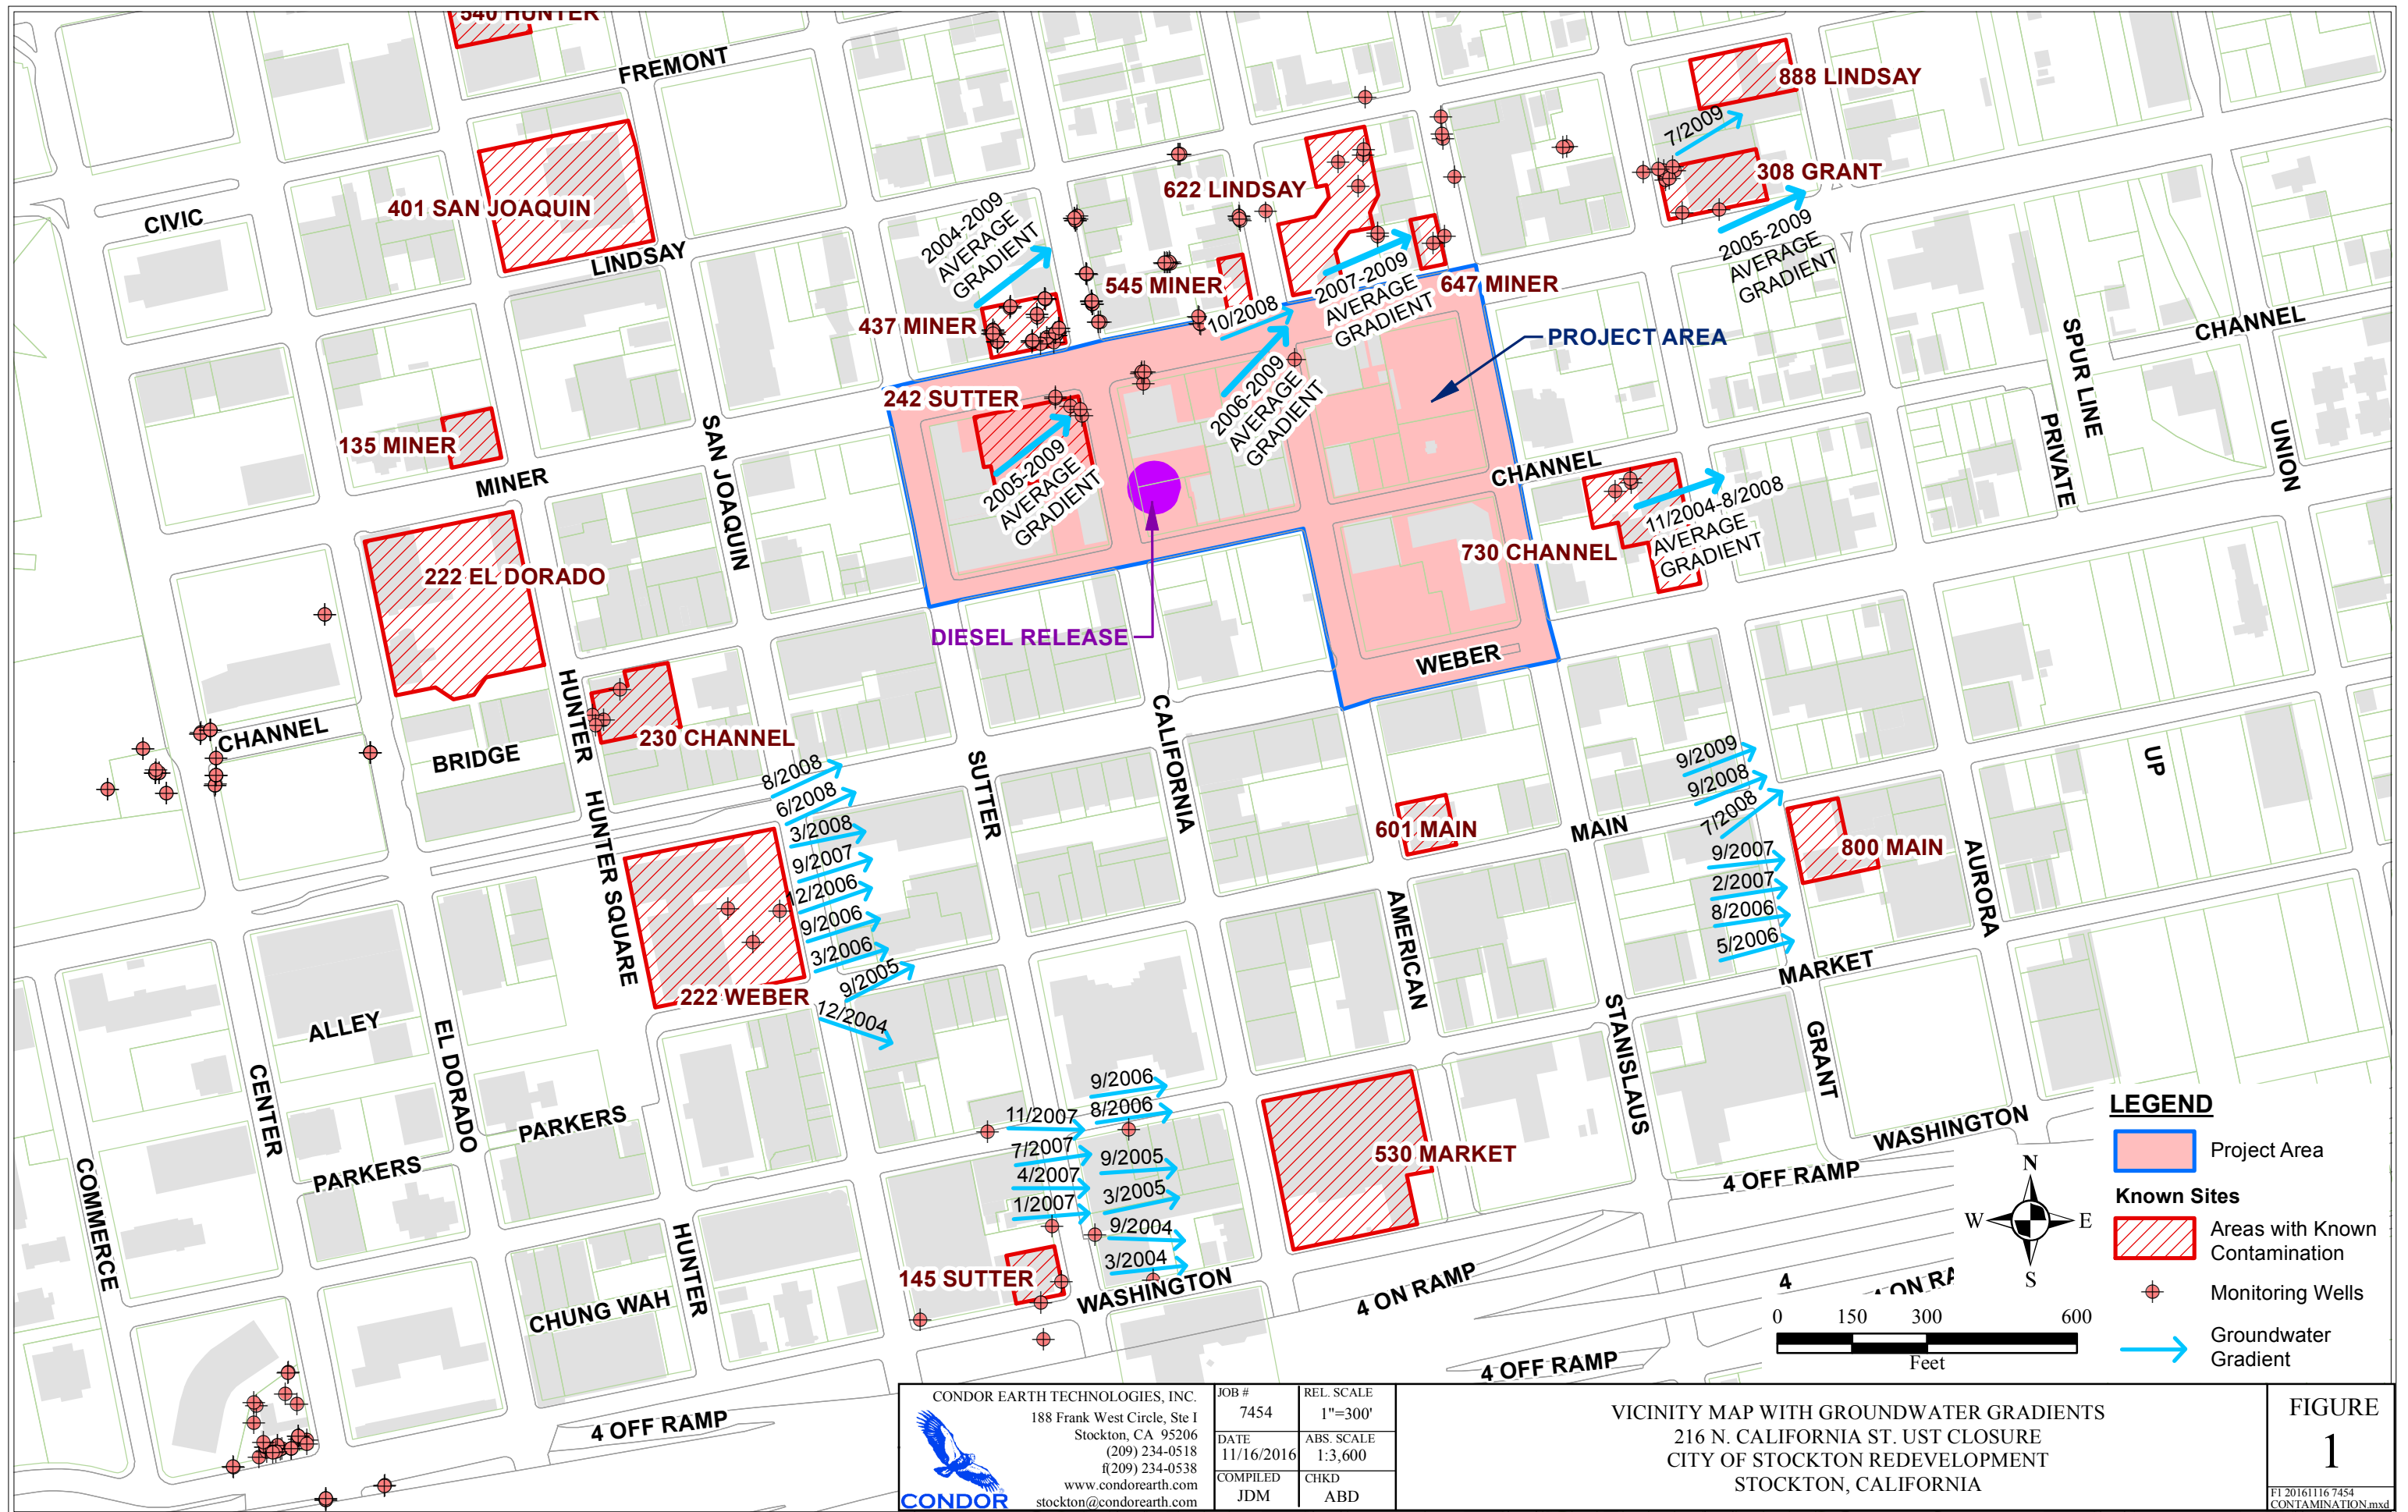 540 HUNTER
FREMONT
888 LINDSAY
7/2009
308 GRANT
401 SAN JOAQUIN
CIVIC
LINDSAY
622 LINDSAY
2004-2009
AVERAGE
GRADIENT
2005-2009
AVERAGE
GRADIENT
545 MINER
2007-2009
AVERAGE
GRADIENT
647 MINER
437 MINER
10/2008
PROJECT AREA
CHANNEL
SPUR LINE
242 SUTTER
2006-2009
AVERAGE
GRADIENT
135 MINER
MINER
SAN JOAQUIN
2005-2009
AVERAGE
GRADIENT
CHANNEL
PRIVATE
UNION
11/2004-8/2008
AVERAGE
GRADIENT
730 CHANNEL
222 EL DORADO
DIESEL RELEASE
WEBER
HUNTER
CHANNEL
BRIDGE
230 CHANNEL
SUTTER
CALIFORNIA
UP
8/2008
6/2008
3/2008
9/2007
12/2006
9/2006
3/2006
9/2005
12/2004
HUNTER SQUARE
222 WEBER
9/2009
9/2008
7/2008
9/2007
2/2007
8/2006
5/2006
601 MAIN
MAIN
800 MAIN
AURORA
AMERICAN
MARKET
STANISLAUS
GRANT
ALLEY
EL DORADO
CENTER
PARKERS
PARKERS
COMMERCE
9/2006
8/2006
11/2007
7/2007
4/2007
1/2007
9/2005
3/2005
9/2004
3/2004
530 MARKET
WASHINGTON
4 OFF RAMP
145 SUTTER
WASHINGTON
HUNTER
CHUNG WAH
4 ON RAMP
4 OFF RAMP
4 OFF RAMP
4
4 ON RA
LEGEND
Project Area
Known Sites
Areas with Known
Contamination
Monitoring Wells
Groundwater
Gradient
N
W
E
S
0 150 300 600
Feet
CONDOR EARTH TECHNOLOGIES, INC.
188 Frank West Circle, Ste I
Stockton, CA 95206
(209) 234-0518
f(209) 234-0538
www.condorearth.com
stockton@condorearth.com
CONDOR
JOB #
7454
REL. SCALE
1"=300'
DATE
11/16/2016
ABS. SCALE
1:3,600
COMPILED
JDM
CHKD
ABD
VICINITY MAP WITH GROUNDWATER GRADIENTS
216 N. CALIFORNIA ST. UST CLOSURE
CITY OF STOCKTON REDEVELOPMENT
STOCKTON, CALIFORNIA
FIGURE
1
F1 20161116 7454
CONTAMINATION.mxd